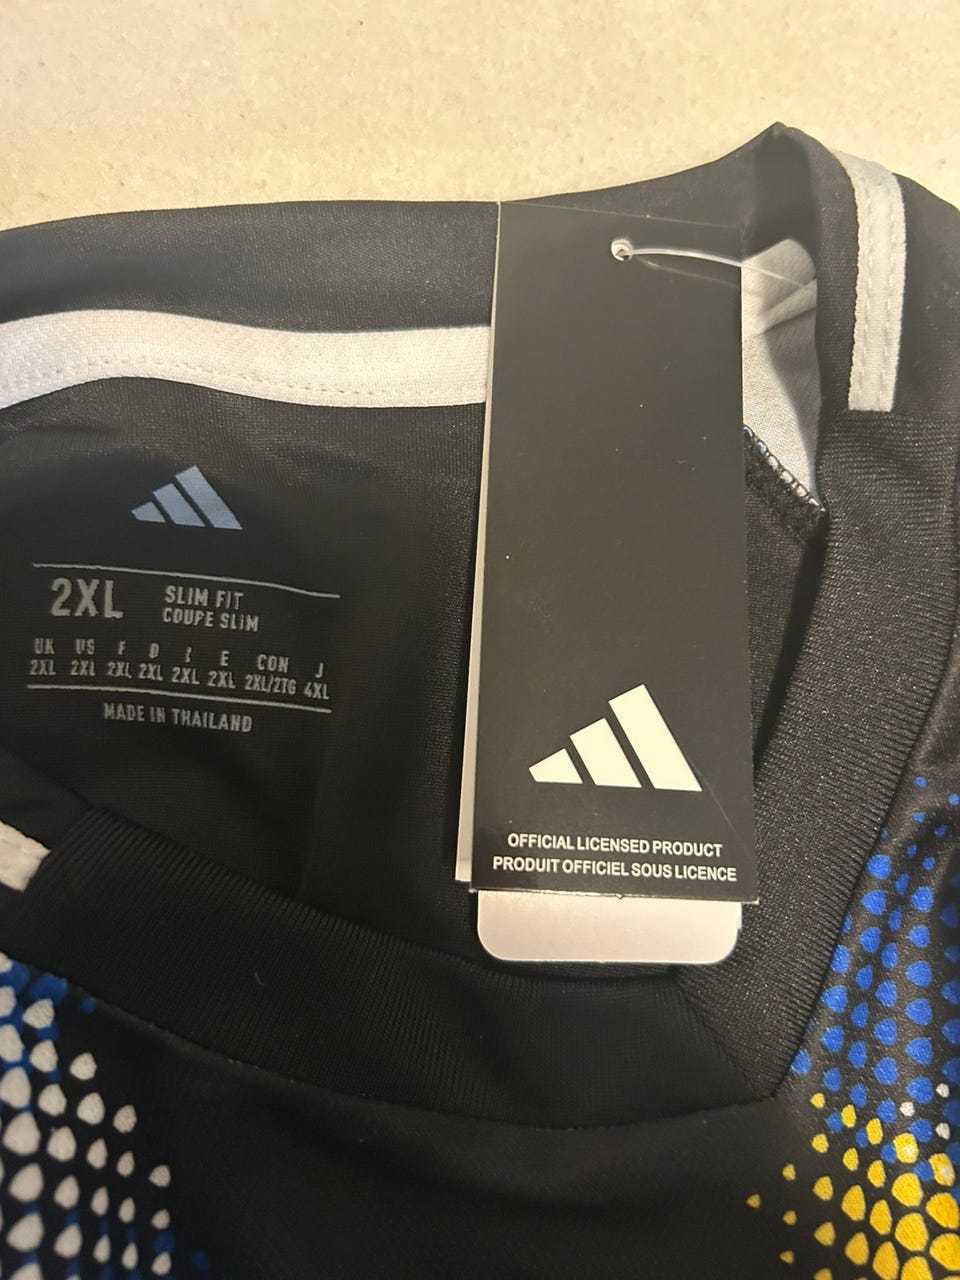 2XL
SLIM FIT
COUPE SLIM
UK US F D I E CON J
2XL 2XL 2XL 2XL 2XL 2XL 2XL/2TG 4XL
MADE IN THAILAND
OFFICIAL LICENSED PRODUCT
PRODUIT OFFICIEL SOUS LICENCE